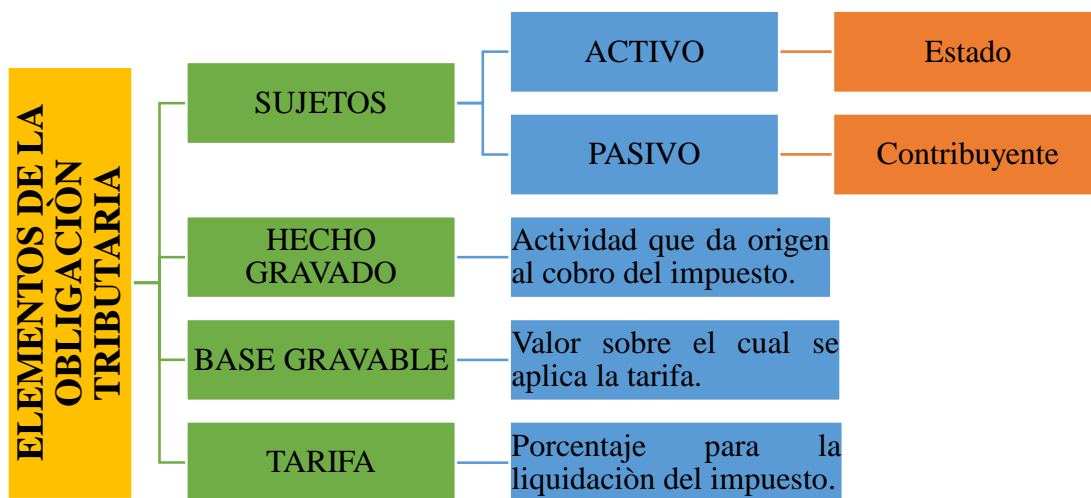 ELEMENTOS DE LA
OBLIGACIÒN
TRIBUTARIA
SUJETOS
ACTIVO
Estado
PASIVO
Contribuyente
HECHO
GRAVADO
Actividad que da origen
al cobro del impuesto.
BASE GRAVABLE
Valor sobre el cual se
aplica la tarifa.
TARIFA
Porcentaje para la
liquidaciòn del impuesto.